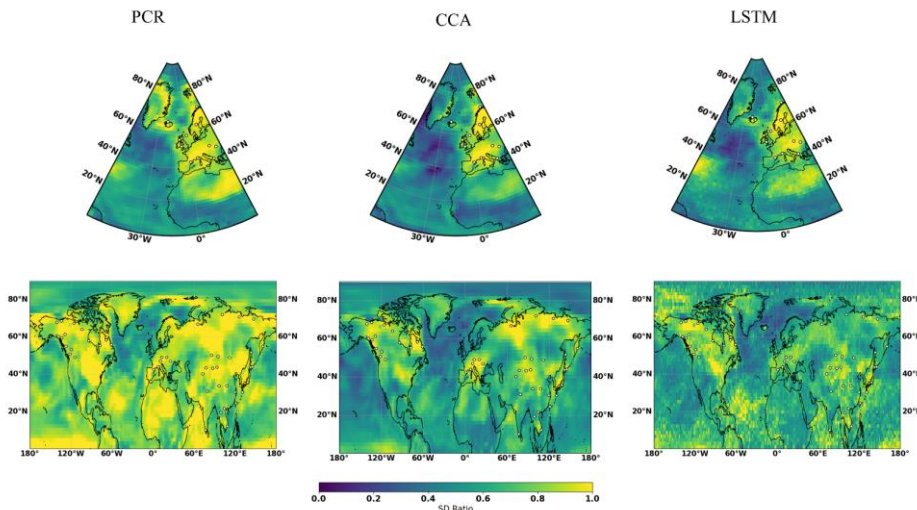 PCR CCA LSTM
80°N 80°N 80°N 80°N 80°N 80°N
60°N 60°N 60°N 60°N 60°N 60°N
40°N 40°N 40°N 40°N 40°N 40°N
20°N 20°N 20°N 20°N 20°N 20°N
30°W 0° 30°W 0° 30°W 0°
80°N 80°N 80°N 80°N 80°N 80°N
60°N 60°N 60°N 60°N 60°N 60°N
40°N 40°N 40°N 40°N 40°N 40°N
20°N 20°N 20°N 20°N 20°N 20°N
180° 120°W 60°W 0° 60°E 120°E 180° 180° 120°W 60°W 0° 60°E 120°E 180° 180° 120°W 60°W 0° 60°E 120°E 180°
0.0 0.2 0.4 0.6 0.8 1.0
SD Ratio